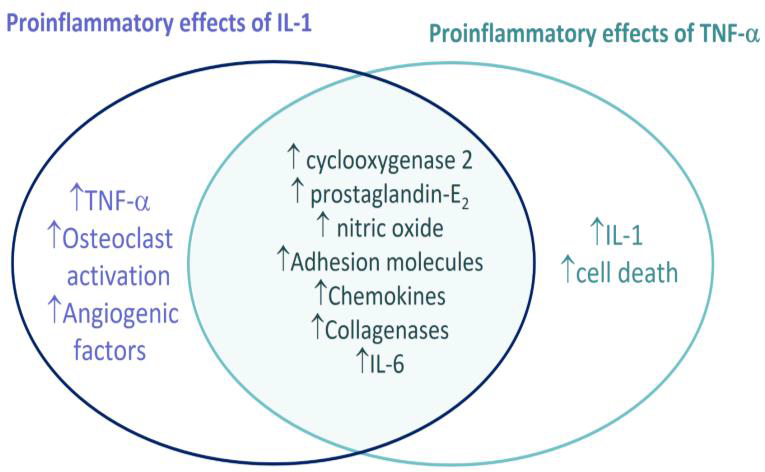 Proinflammatory effects of IL-1
Proinflammatory effects of TNF-α
↑TNF-α
↑Osteoclast
activation
↑Angiogenic
factors
↑ cyclooxygenase 2
↑ prostaglandin-E₂
↑ nitric oxide
↑Adhesion molecules
↑Chemokines
↑Collagenases
↑IL-6
↑IL-1
↑cell death